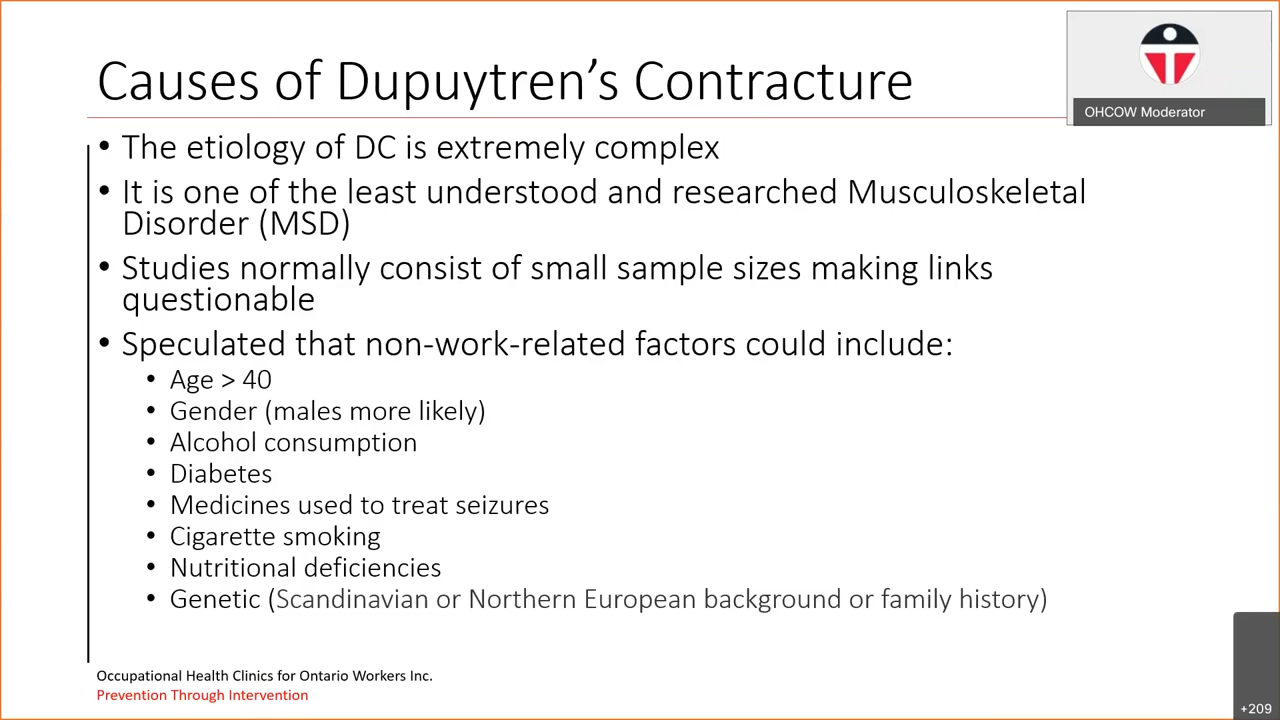 Causes of Dupuytren’s Contracture
OHCOW Moderator
• The etiology of DC is extremely complex
• It is one of the least understood and researched Musculoskeletal
Disorder (MSD)
• Studies normally consist of small sample sizes making links
questionable
• Speculated that non-work-related factors could include:
• Age > 40
• Gender (males more likely)
• Alcohol consumption
• Diabetes
• Medicines used to treat seizures
• Cigarette smoking
• Nutritional deficiencies
• Genetic (Scandinavian or Northern European background or family history)
Occupational Health Clinics for Ontario Workers Inc.
Prevention Through Intervention
+209